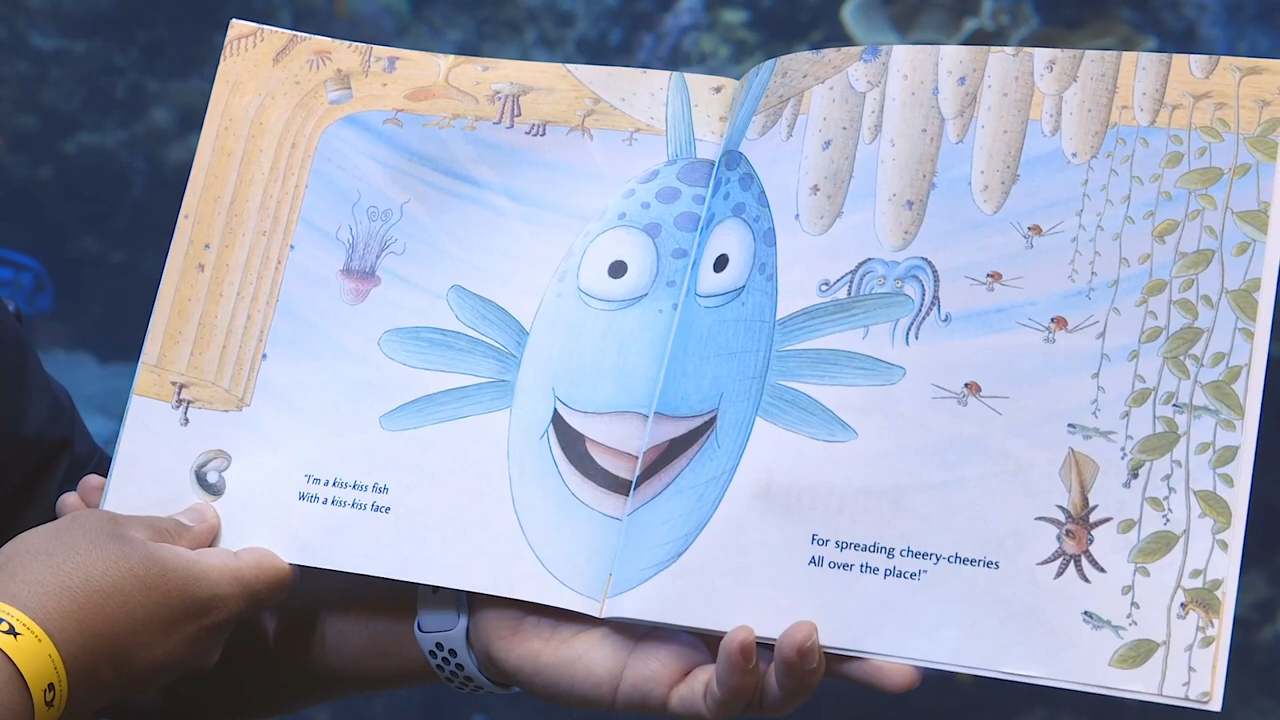 "I'm a kiss-kiss fish
With a kiss-kiss face
For spreading cheery-cheeries
All over the place!"